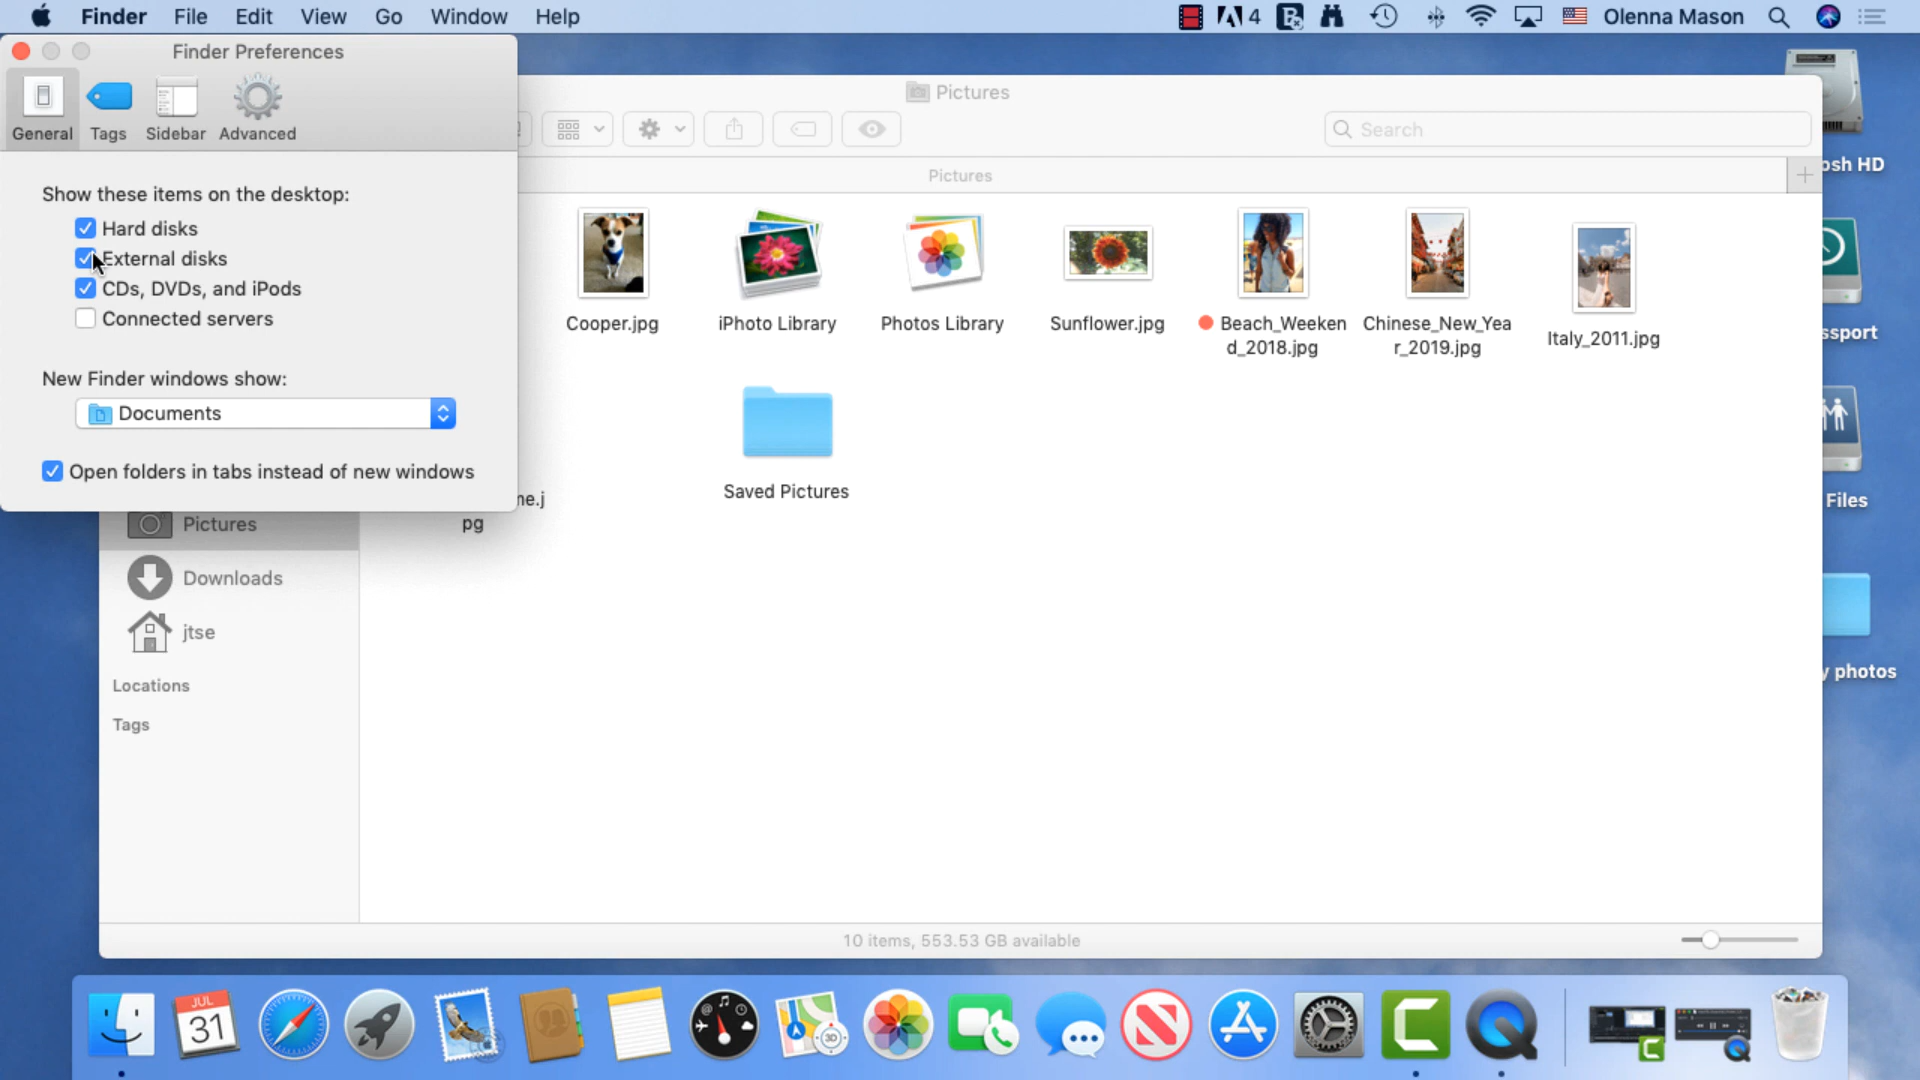 Finder File Edit View Go Window Help
4 Olenna Mason
Finder Preferences
General Tags Sidebar Advanced
Show these items on the desktop:
Hard disks
External disks
CDs, DVDs, and iPods
Connected servers
New Finder windows show:
Documents
Open folders in tabs instead of new windows
Pictures
Search
Pictures
Cooper.jpg
iPhoto Library
Photos Library
Sunflower.jpg
Beach_Weeken
d_2018.jpg
Chinese_New_Yea
r_2019.jpg
Italy_2011.jpg
me.j
pg
Saved Pictures
Pictures
Downloads
jtse
Locations
Tags
10 items, 553.53 GB available
osh HD
ssport
Files
y photos
JUL
31
3D